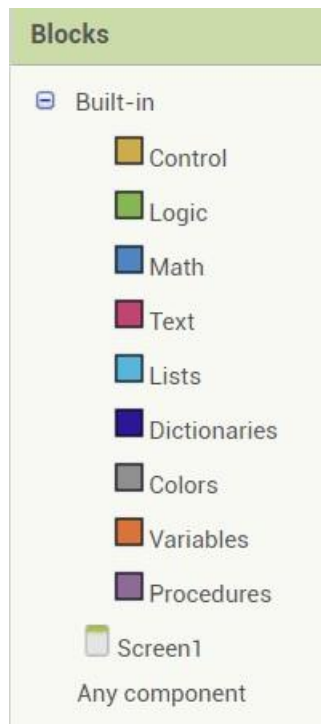 Blocks
Built-in
Control
Logic
Math
Text
Lists
Dictionaries
Colors
Variables
Procedures
Screen1
Any component